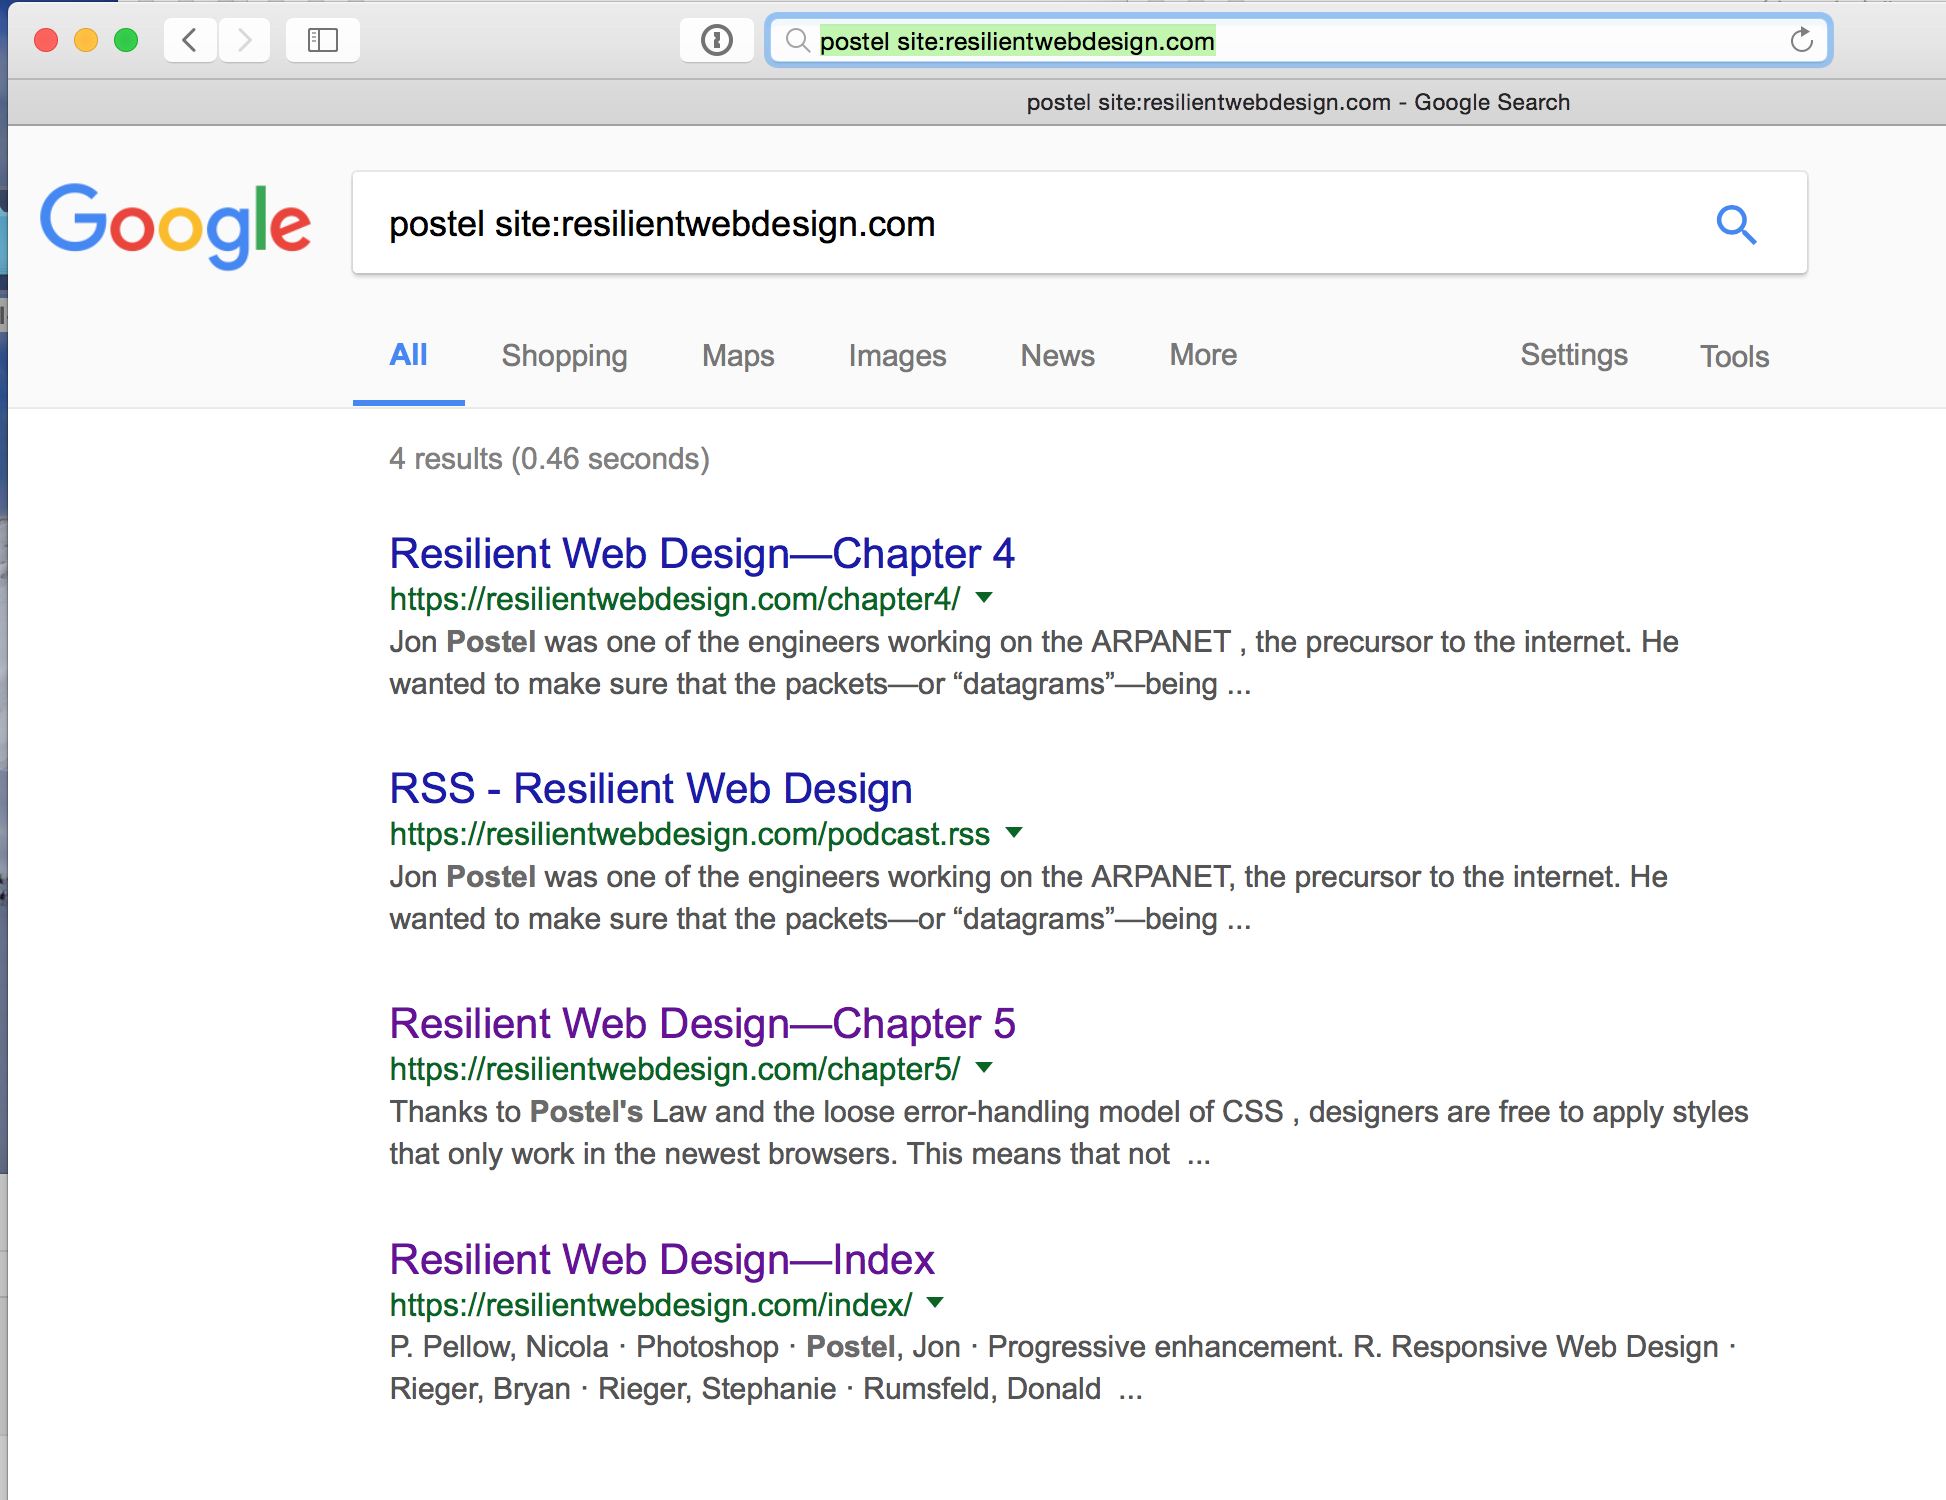 postel site:resilientwebdesign.com
postel site:resilientwebdesign.com - Google Search
Google
postel site:resilientwebdesign.com
All Shopping Maps Images News More Settings Tools
4 results (0.46 seconds)
Resilient Web Design—Chapter 4
https://resilientwebdesign.com/chapter4/
Jon Postel was one of the engineers working on the ARPANET , the precursor to the internet. He
wanted to make sure that the packets—or “datagrams”—being ...
RSS - Resilient Web Design
https://resilientwebdesign.com/podcast.rss
Jon Postel was one of the engineers working on the ARPANET, the precursor to the internet. He
wanted to make sure that the packets—or “datagrams”—being ...
Resilient Web Design—Chapter 5
https://resilientwebdesign.com/chapter5/
Thanks to Postel's Law and the loose error-handling model of CSS , designers are free to apply styles
that only work in the newest browsers. This means that not ...
Resilient Web Design—Index
https://resilientwebdesign.com/index/
P. Pellow, Nicola · Photoshop · Postel, Jon · Progressive enhancement. R. Responsive Web Design ·
Rieger, Bryan · Rieger, Stephanie · Rumsfeld, Donald ...